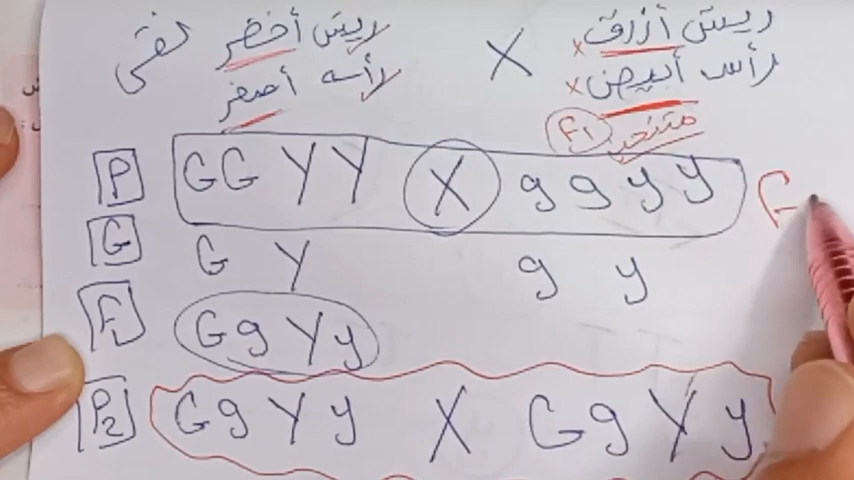 ريش أزرق × X ريش أخضر نقي
رأس أبيض × رأسه أصفر
متنحي F1
P GG YY X gg yy G
G G Y g y
F1 Gg Yy
P2 Gg Yy X Gg Yy